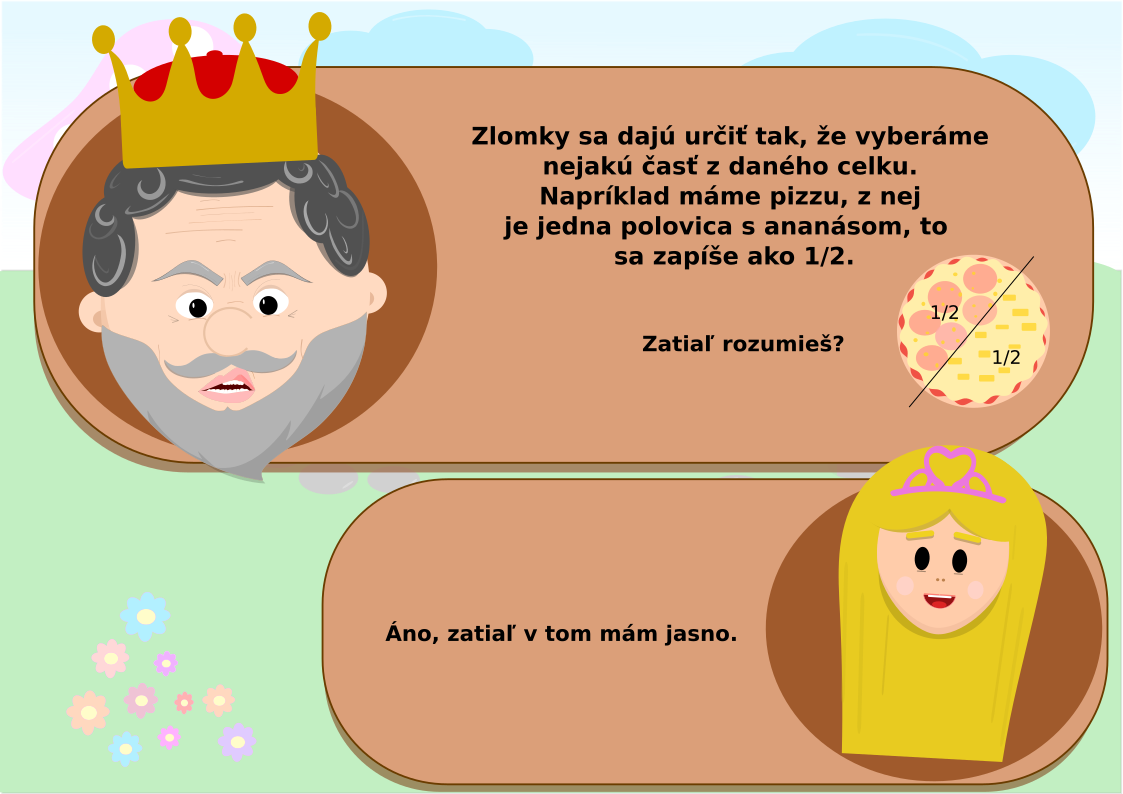 Zlomky sa dajú určiť tak, že vyberáme
nejakú časť z daného celku.
Napríklad máme pizzu, z nej
je jedna polovica s ananásom, to
sa zapíše ako 1/2.
1/2
Zatiaľ rozumieš?
1/2
Áno, zatiaľ v tom mám jasno.